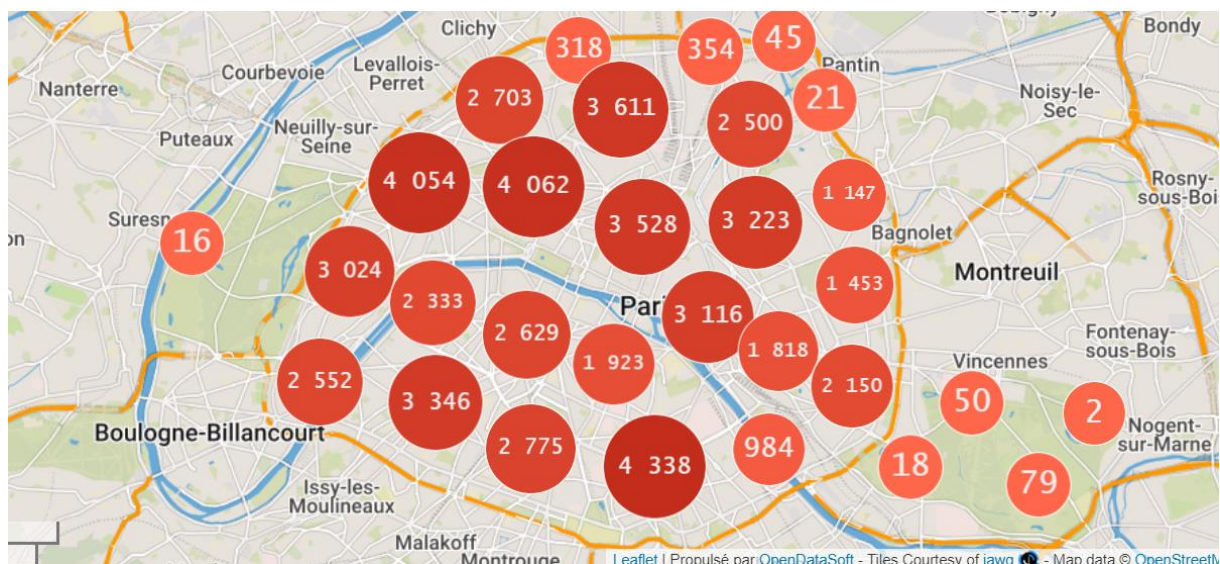 Clichy
318
354
45
Bondy
Courbevoie
Levallois-
Perret
Pantin
Nanterre
2 703
3 611
2 500
21
Noisy-le-
Sec
Puteaux
Neuilly-sur-
Seine
4 054
4 062
1 147
Rosny-
sous-Bois
Suresn
16
3 528
3 223
Bagnolet
on
3 024
2 333
1 453
Montreuil
Pari
3 116
2 629
1 923
1 818
Fontenay-
sous-Bois
Vincennes
2 552
3 346
2 150
50
2
Boulogne-Billancourt
2 775
4 338
984
18
79
Nogent-
sur-Marne
Issy-les-
Moulineaux
Malakoff
Montrouge
Leaflet | Propulsé par OpenDataSoft - Tiles Courtesy of jawg - Map data © OpenStreetM